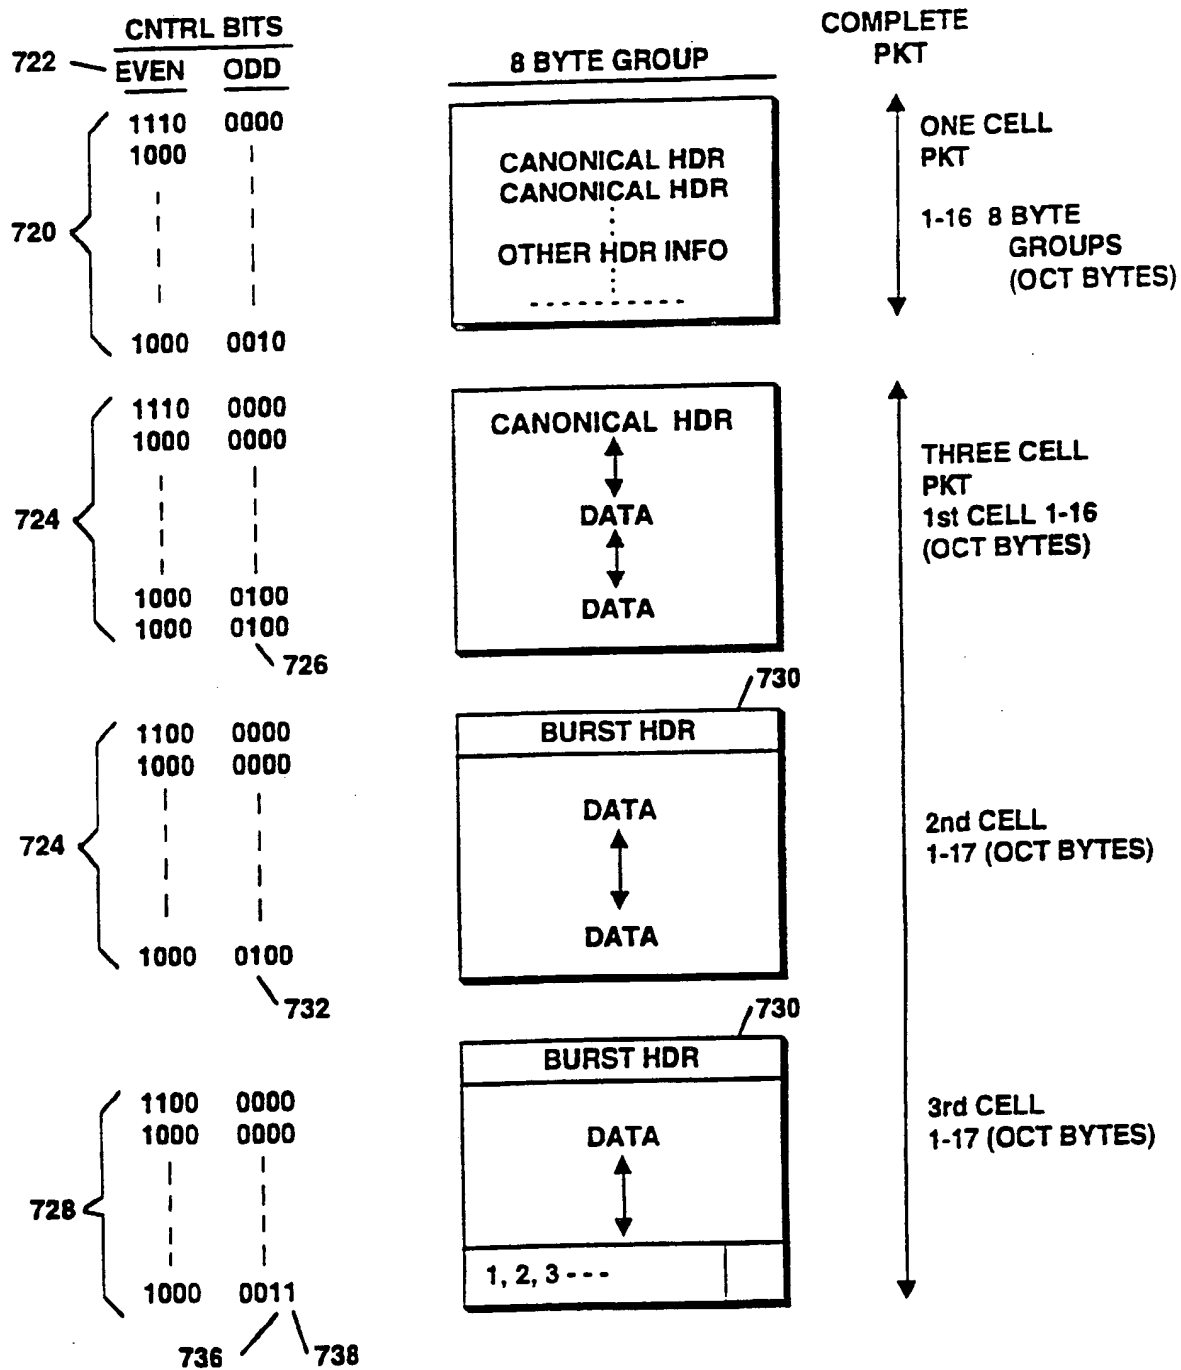 CNTRL BITS
722 EVEN ODD
8 BYTE GROUP
COMPLETE
PKT
1110 0000
1000
720
1000 0010
CANONICAL HDR
CANONICAL HDR
OTHER HDR INFO
ONE CELL
PKT
1-16 8 BYTE
GROUPS
(OCT BYTES)
1110 0000
1000 0000
724
1000 0100
1000 0100
726
CANONICAL HDR
DATA
DATA
THREE CELL
PKT
1st CELL 1-16
(OCT BYTES)
730
1100 0000
1000 0000
724
1000 0100
732
BURST HDR
DATA
DATA
2nd CELL
1-17 (OCT BYTES)
730
1100 0000
1000 0000
728
1000 0011
736 738
BURST HDR
DATA
1, 2, 3 - - -
3rd CELL
1-17 (OCT BYTES)